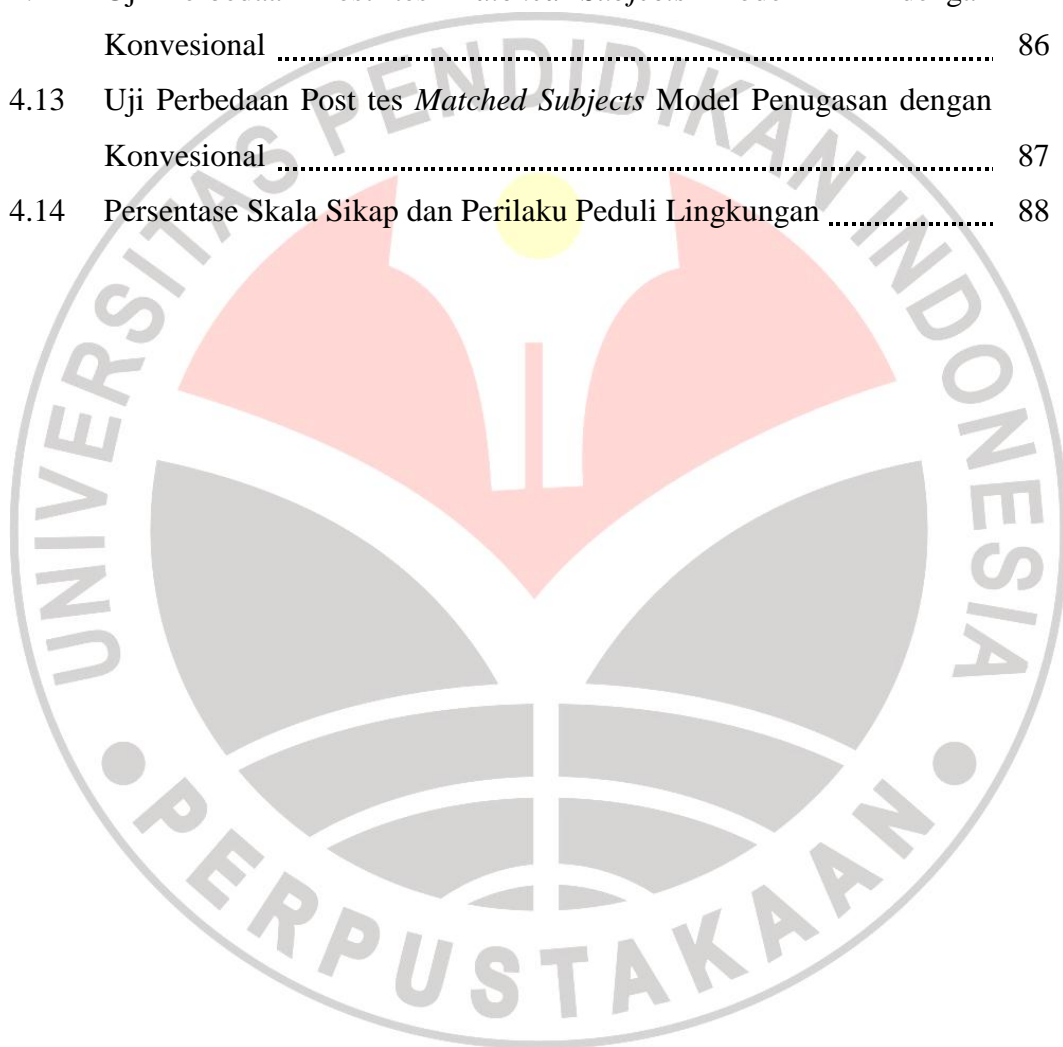 Konvesional 86
4.13 Uji Perbedaan Post tes Matched Subjects Model Penugasan dengan
Konvesional 87
4.14 Persentase Skala Sikap dan Perilaku Peduli Lingkungan 88
UNIVERSITAS PENDIDIKAN INDONESIA
PERPUSTAKAAN